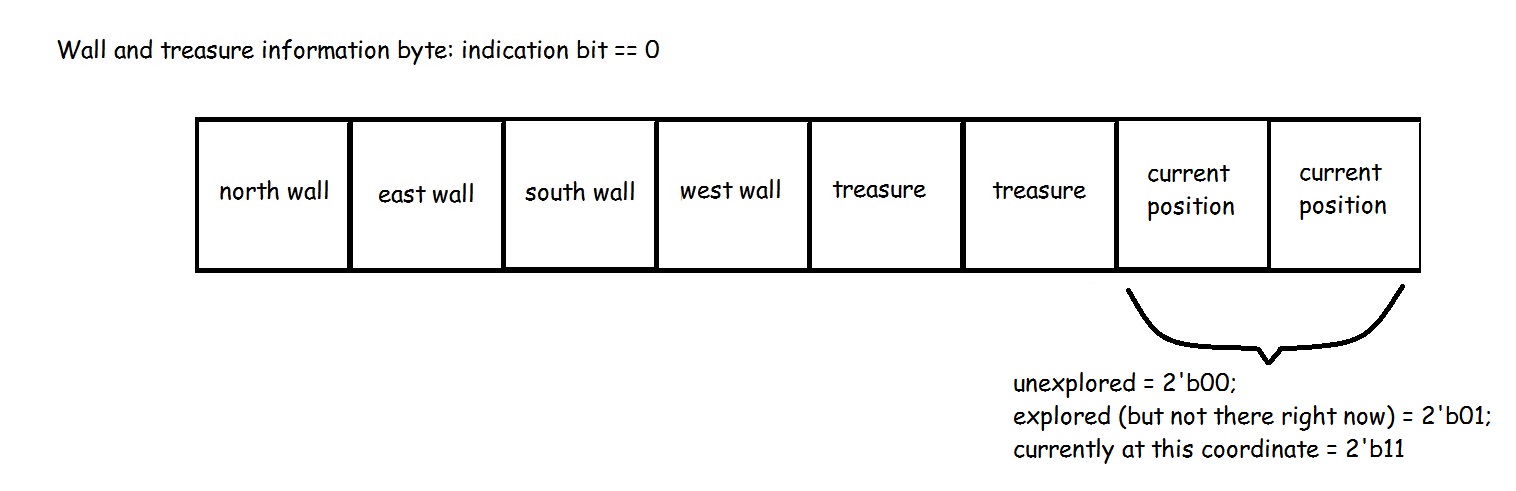 Wall and treasure information byte: indication bit == 0
north wall
east wall
south wall
west wall
treasure
treasure
current
position
current
position
unexplored = 2'b00;
explored (but not there right now) = 2'b01;
currently at this coordinate = 2'b11